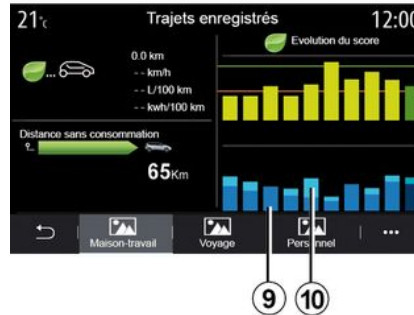 21°c
Trajets enregistrés
12:00
Evolution du score
0.0 km
-- km/h
-- L/100 km
-- kwh/100 km
Distance sans consommation
65Km
Maison-travail
Voyage
Personnel
9
10